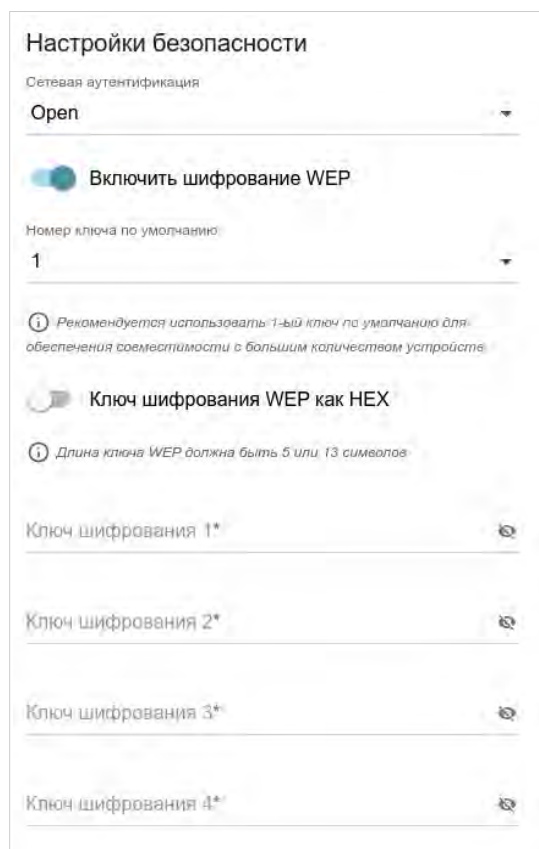 Настройки безопасности
Сетевая аутентификация
Open
Включить шифрование WEP
Номер ключа по умолчанию
1
Рекомендуется использовать 1-ый ключ по умолчанию для
обеспечения совместимости с большим количеством устройств
Ключ шифрования WEP как HEX
Длина ключа WEP должна быть 5 или 13 символов
Ключ шифрования 1*
Ключ шифрования 2*
Ключ шифрования 3*
Ключ шифрования 4*